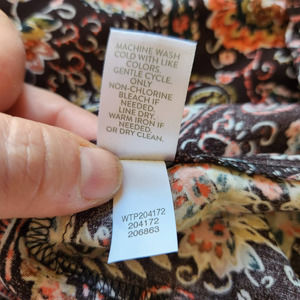 MACHINE WASH
COLD WITH LIKE
COLORS.
GENTLE CYCLE.
ONLY
NON-CHLORINE
BLEACH IF
NEEDED.
LINE DRY.
WARM IRON IF
NEEDED.
OR DRY CLEAN.
WTP204172
204172
206863